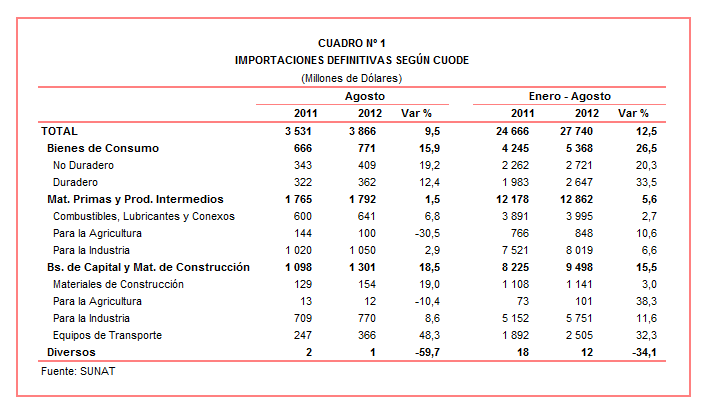 CUADRO Nº 1
IMPORTACIONES DEFINITIVAS SEGÚN CUODE
(Millones de Dólares)
Agosto Enero - Agosto
2011 2012 Var % 2011 2012 Var %
TOTAL 3 531 3 866 9,5 24 666 27 740 12,5
Bienes de Consumo 666 771 15,9 4 245 5 368 26,5
No Duradero 343 409 19,2 2 262 2 721 20,3
Duradero 322 362 12,4 1 983 2 647 33,5
Mat. Primas y Prod. Intermedios 1 765 1 792 1,5 12 178 12 862 5,6
Combustibles, Lubricantes y Conexos 600 641 6,8 3 891 3 995 2,7
Para la Agricultura 144 100 -30,5 766 848 10,6
Para la Industria 1 020 1 050 2,9 7 521 8 019 6,6
Bs. de Capital y Mat. de Construcción 1 098 1 301 18,5 8 225 9 498 15,5
Materiales de Construcción 129 154 19,0 1 108 1 141 3,0
Para la Agricultura 13 12 -10,4 73 101 38,3
Para la Industria 709 770 8,6 5 152 5 751 11,6
Equipos de Transporte 247 366 48,3 1 892 2 505 32,3
Diversos 2 1 -59,7 18 12 -34,1
Fuente: SUNAT